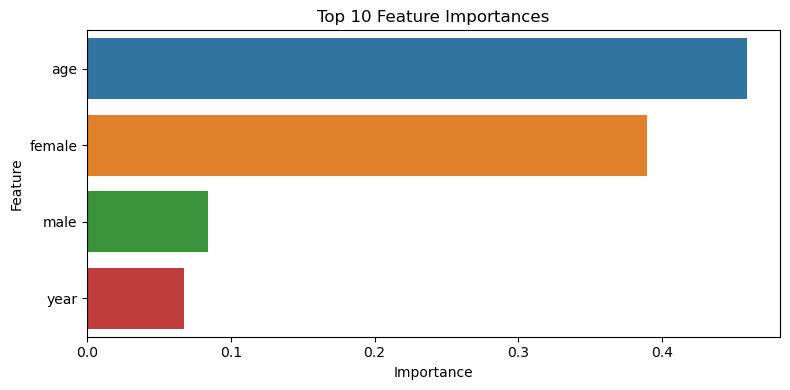 Top 10 Feature Importances
Feature
age
female
male
year
0.0 0.1 0.2 0.3 0.4
Importance